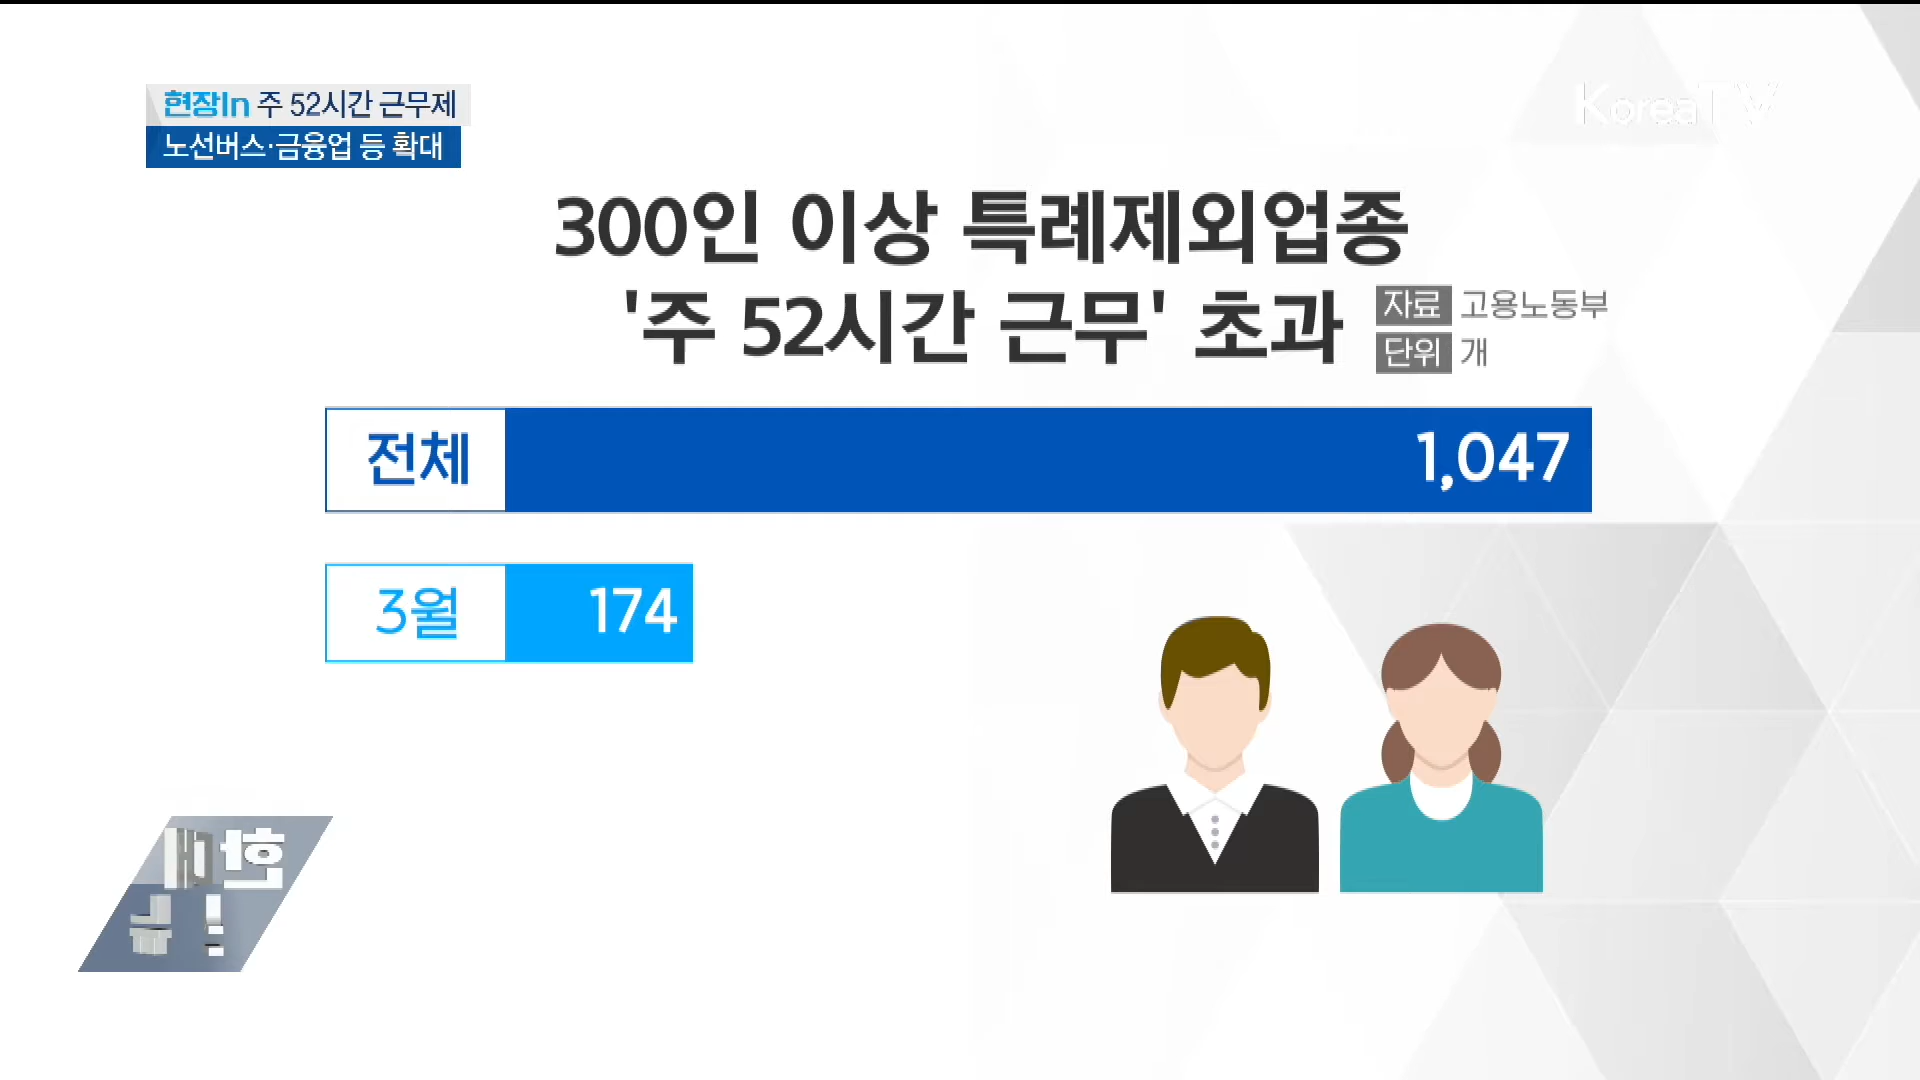 현장In 주 52시간 근무제
노선버스·금융업 등 확대
KoreaTV
300인 이상 특례제외업종
'주 52시간 근무' 초과
자료 고용노동부
단위 개
전체 1,047
3월 174